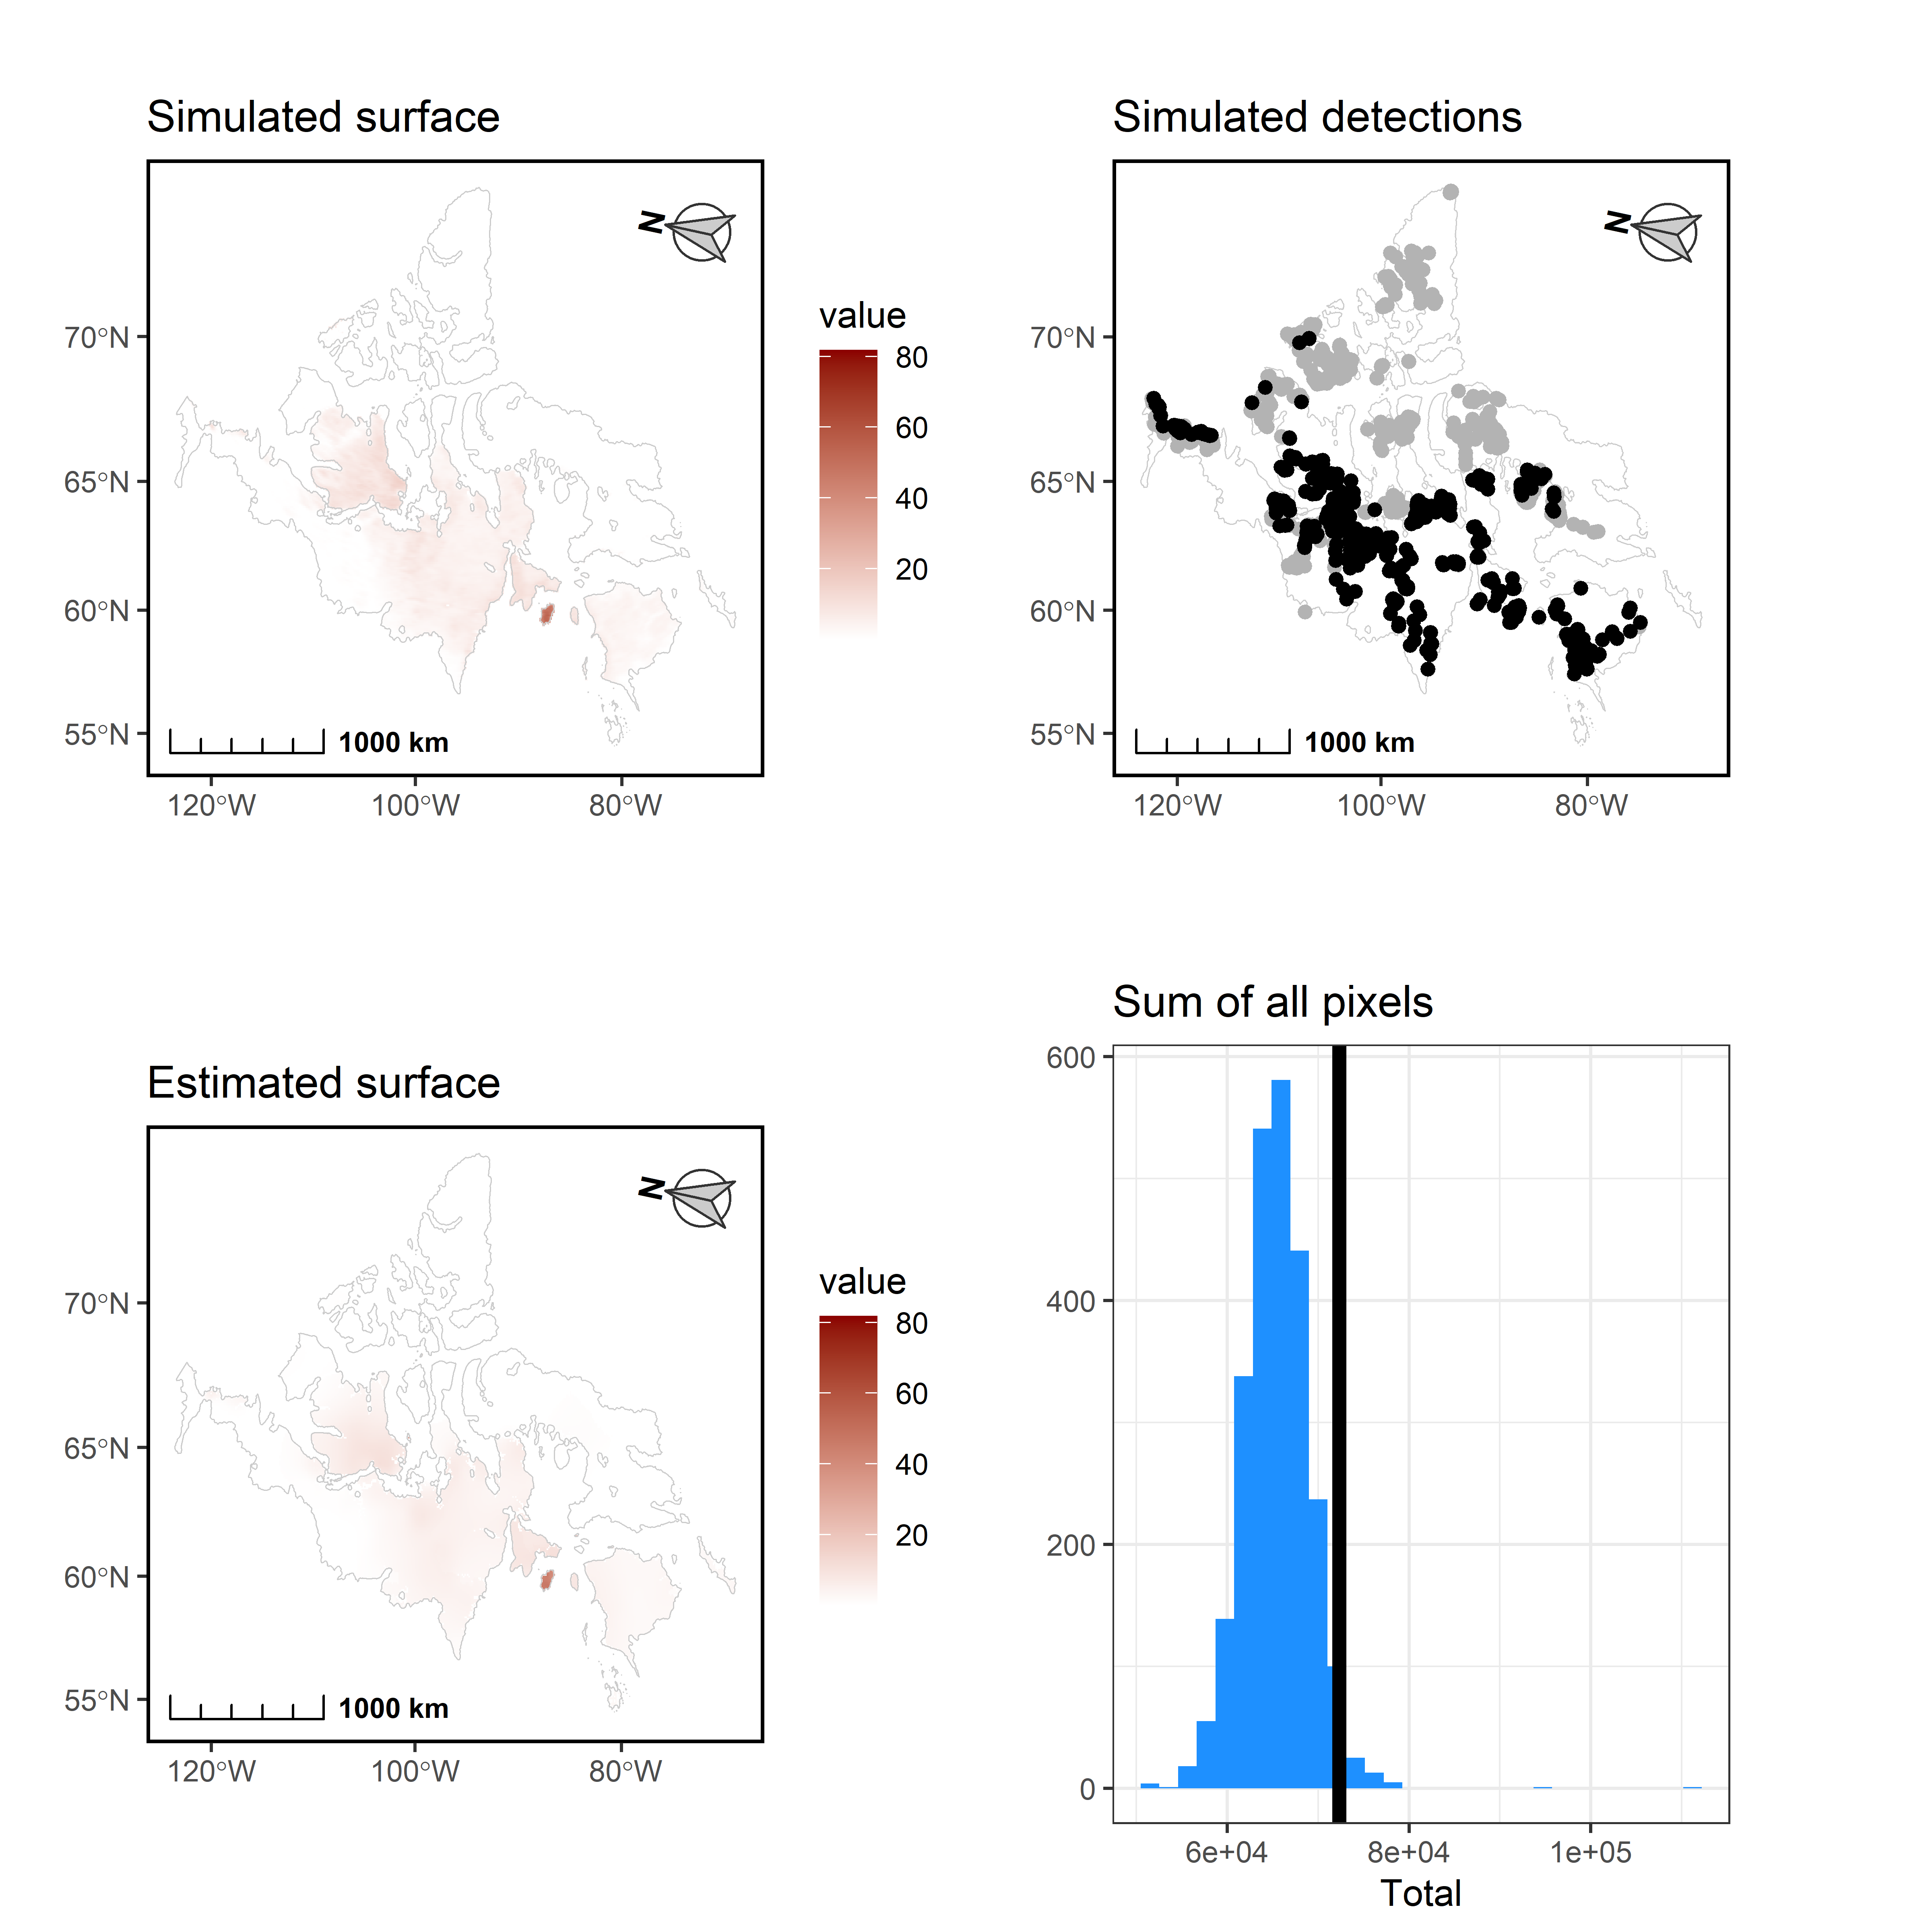 Simulated surface
N
70°N
65°N
60°N
55°N
1000 km
120°W 100°W 80°W
value
80
60
40
20
Simulated detections
N
70°N
65°N
60°N
55°N
1000 km
120°W 100°W 80°W
Estimated surface
N
70°N
65°N
60°N
55°N
1000 km
120°W 100°W 80°W
value
80
60
40
20
Sum of all pixels
600
400
200
0
6e+04 8e+04 1e+05
Total